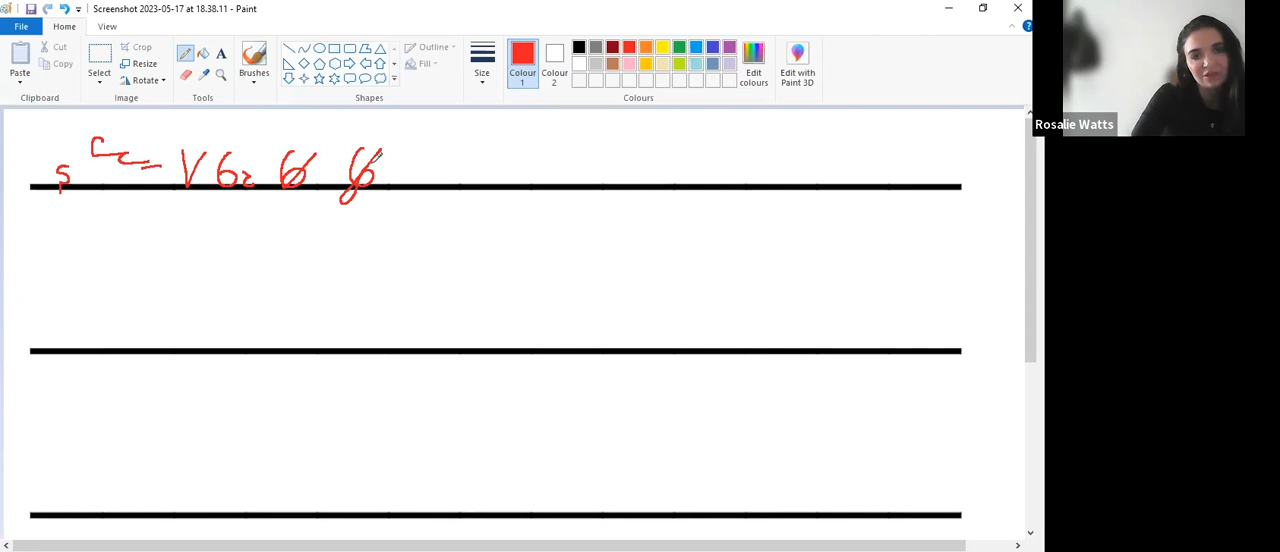 Screenshot 2023-05-17 at 18.38.11 - Paint
File Home View
Paste
Cut
Copy
Clipboard
Select
Crop
Resize
Rotate
Image
A
Tools
Brushes
Outline
Fill
Shapes
Size
Colour 1
Colour 2
Edit colours
Colours
Edit with Paint 3D
Rosalie Watts